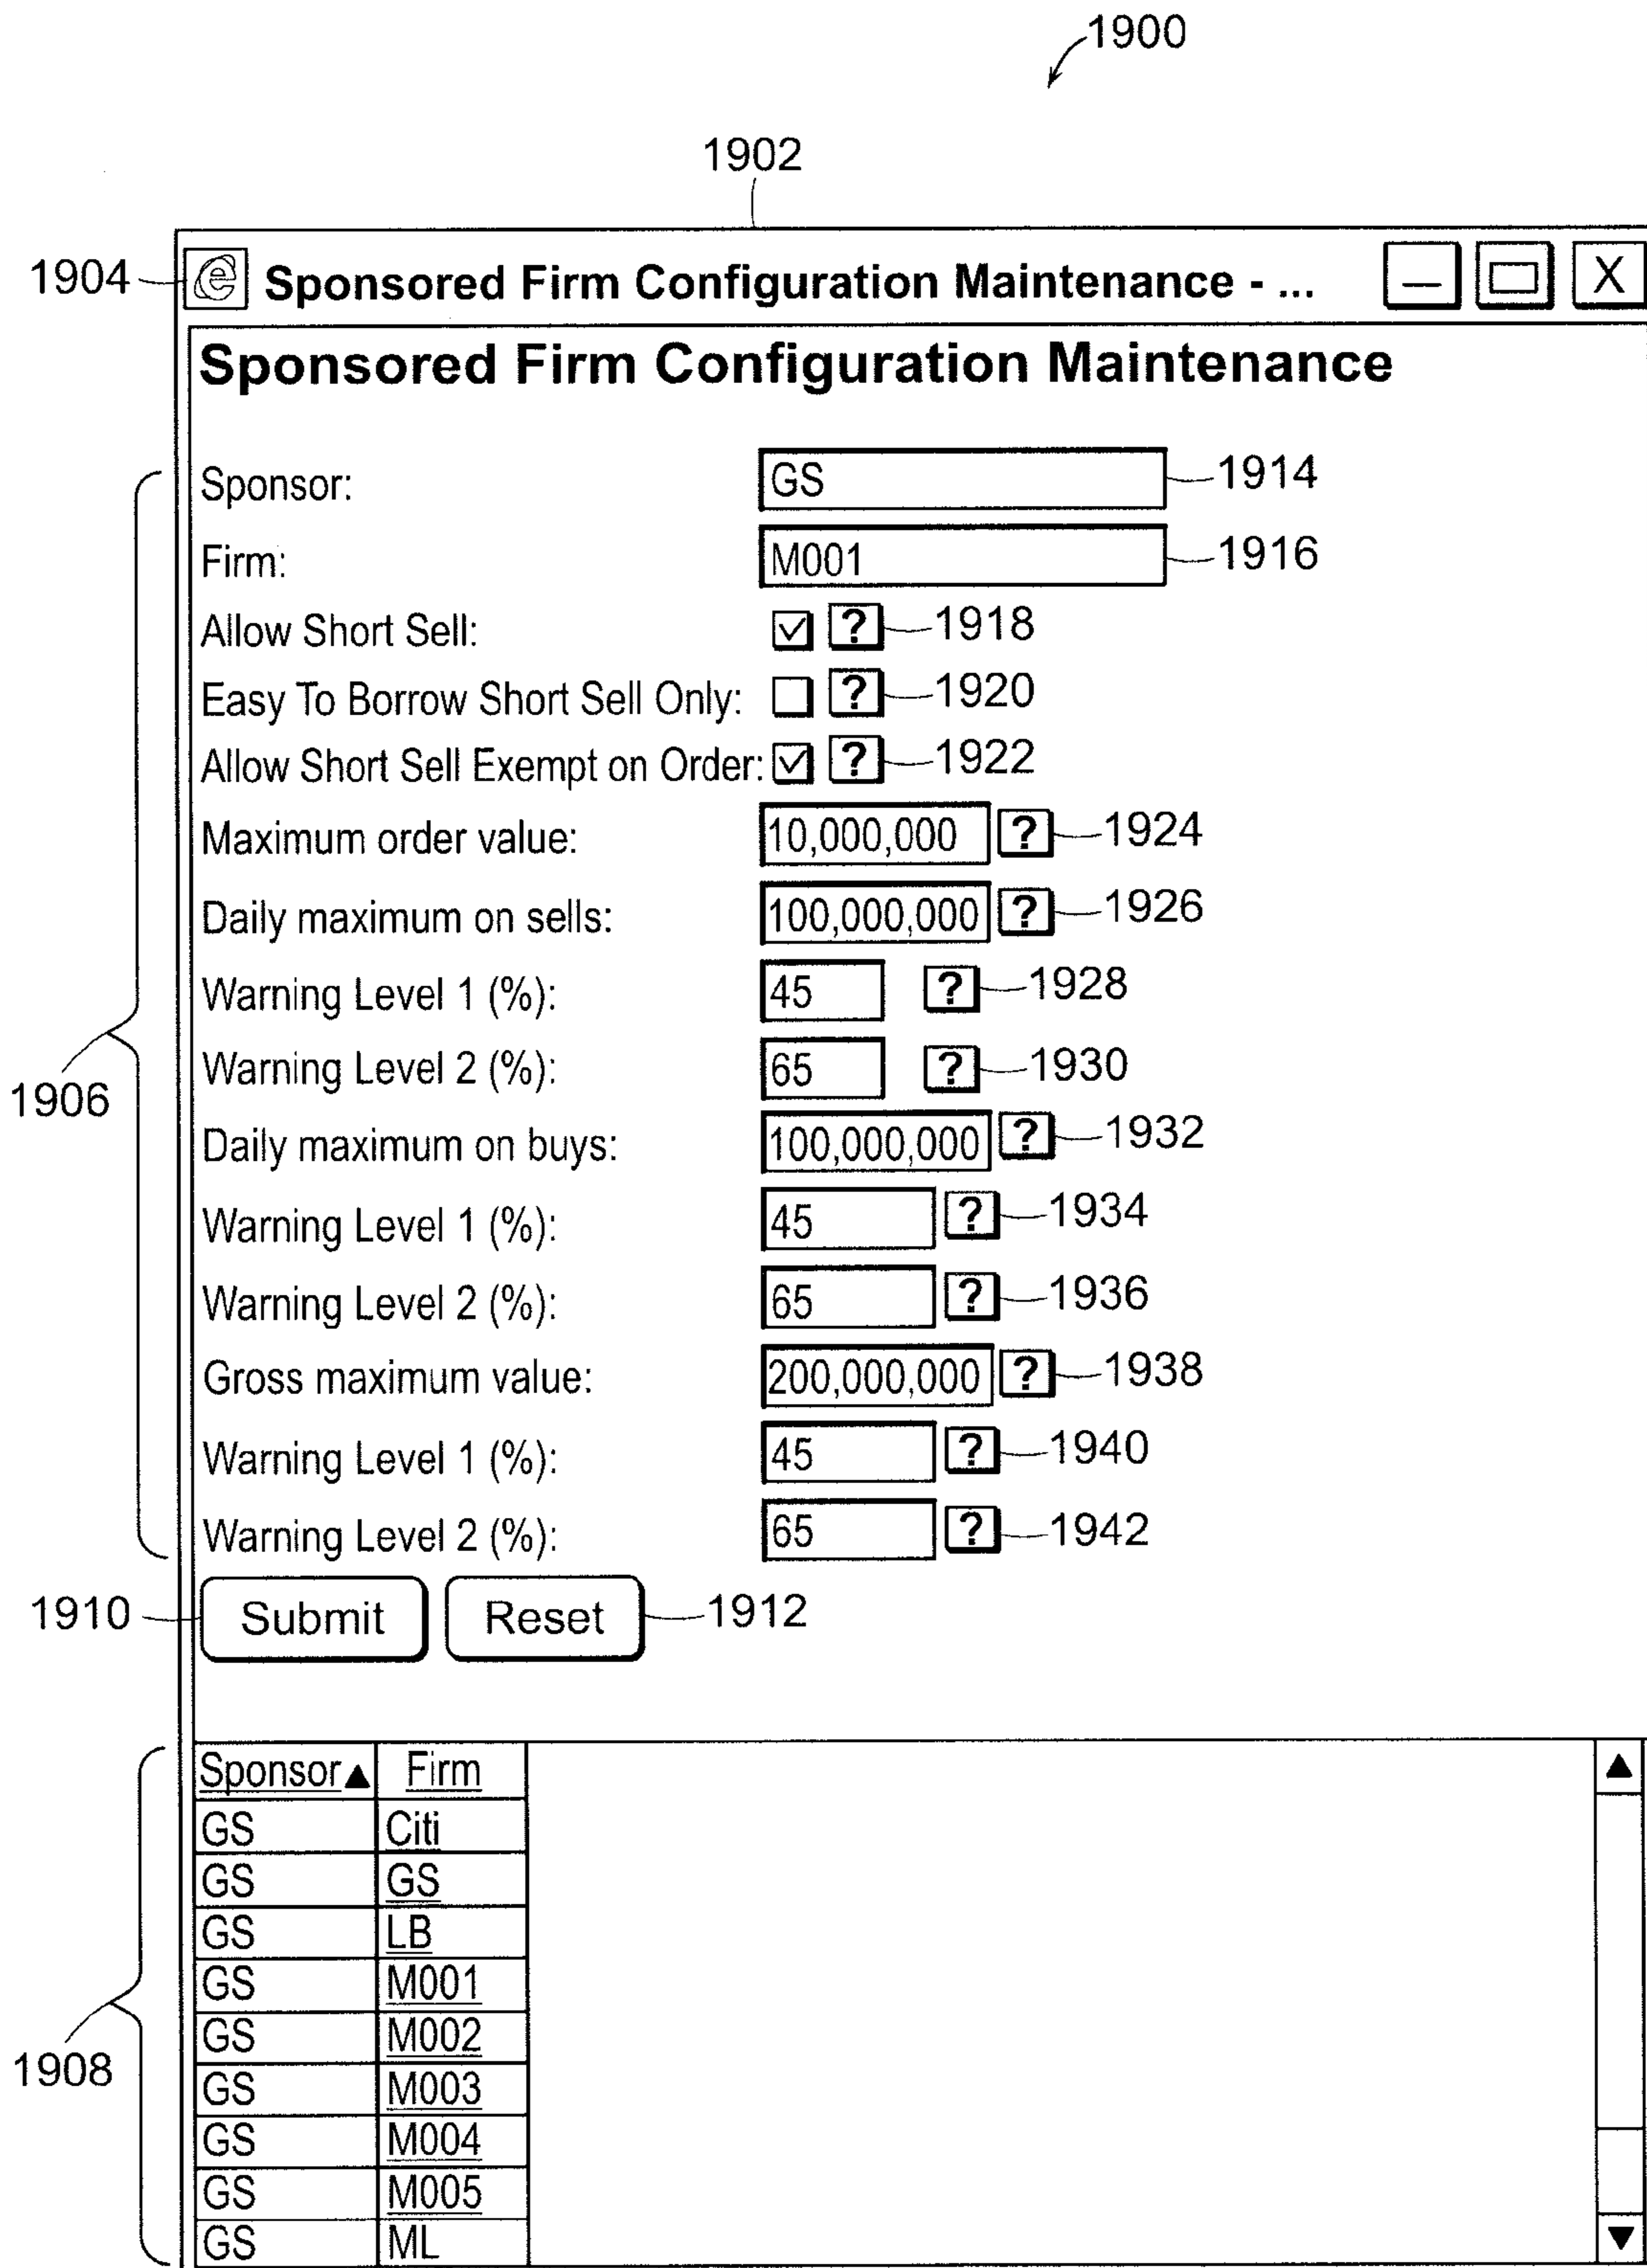 1900
1902
1904 Sponsored Firm Configuration Maintenance - ... X
Sponsored Firm Configuration Maintenance
Sponsor: GS 1914
Firm: M001 1916
Allow Short Sell: ? 1918
Easy To Borrow Short Sell Only: ? 1920
Allow Short Sell Exempt on Order: ? 1922
Maximum order value: 10,000,000 ? 1924
Daily maximum on sells: 100,000,000 ? 1926
Warning Level 1 (%): 45 ? 1928
Warning Level 2 (%): 65 ? 1930
1906
Daily maximum on buys: 100,000,000 ? 1932
Warning Level 1 (%): 45 ? 1934
Warning Level 2 (%): 65 ? 1936
Gross maximum value: 200,000,000 ? 1938
Warning Level 1 (%): 45 ? 1940
Warning Level 2 (%): 65 ? 1942
1910 Submit Reset 1912
Sponsor▲ Firm
GS Citi
GS GS
GS LB
GS M001
GS M002
1908
GS M003
GS M004
GS M005
GS ML